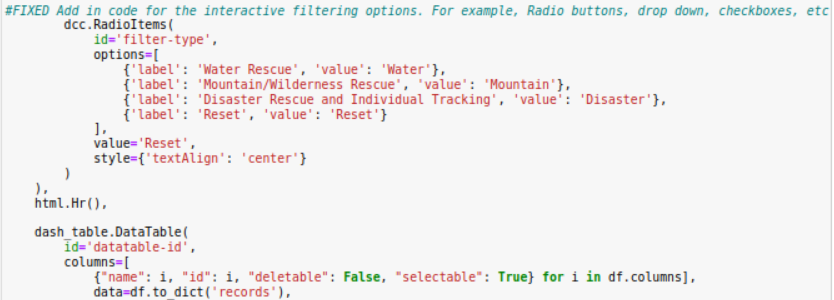 #FIXED Add in code for the interactive filtering options. For example, Radio buttons, drop down, checkboxes, etc
dcc.RadioItems(
id='filter-type',
options=[
{'label': 'Water Rescue', 'value': 'Water'},
{'label': 'Mountain/Wilderness Rescue', 'value': 'Mountain'},
{'label': 'Disaster Rescue and Individual Tracking', 'value': 'Disaster'},
{'label': 'Reset', 'value': 'Reset'}
],
value='Reset',
style={'textAlign': 'center'}
)
),
html.Hr(),
dash_table.DataTable(
id='datatable-id',
columns=[
{"name": i, "id": i, "deletable": False, "selectable": True} for i in df.columns],
data=df.to_dict('records'),